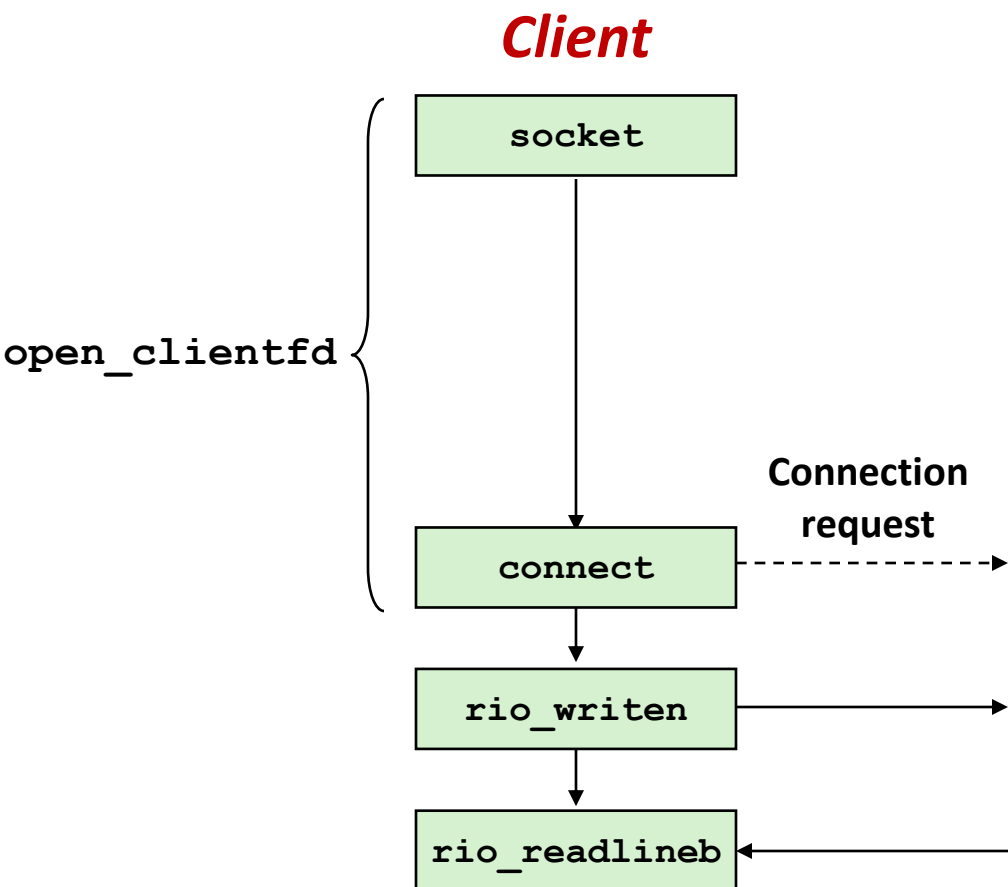 Client
socket
open_clientfd
Connection
request
connect
rio_writen
rio_readlineb